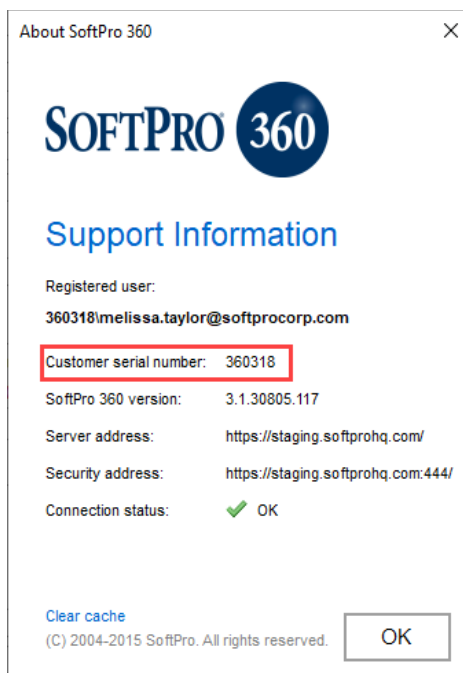 About SoftPro 360
SOFTPRO 360
Support Information
Registered user:
360318\melissa.taylor@softprocorp.com
Customer serial number: 360318
SoftPro 360 version: 3.1.30805.117
Server address: https://staging.softprohq.com/
Security address: https://staging.softprohq.com:444/
Connection status: OK
Clear cache
(C) 2004-2015 SoftPro. All rights reserved.
OK